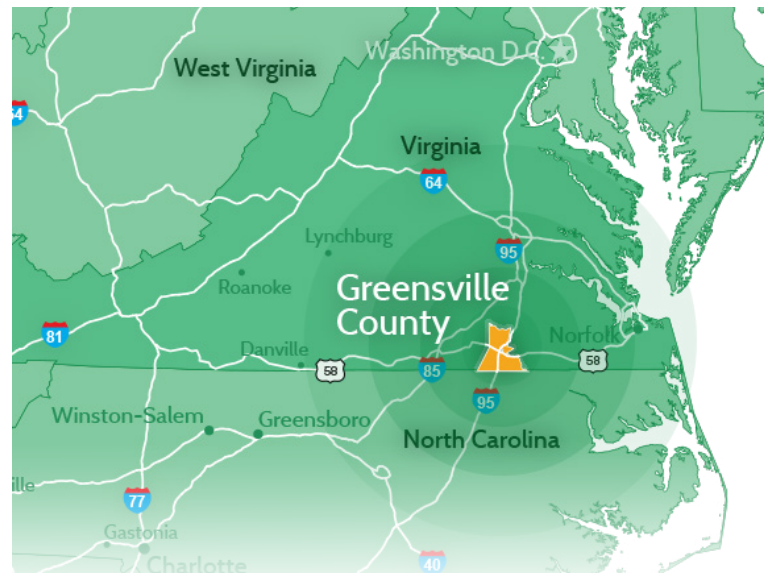 Washington D.C.
West Virginia
64
Virginia
64
Lynchburg
95
Roanoke
Greensville
County
81
Norfolk
Danville
58
58
85
95
Winston-Salem
Greensboro
North Carolina
ille
77
Gastonia
Charlotte
40